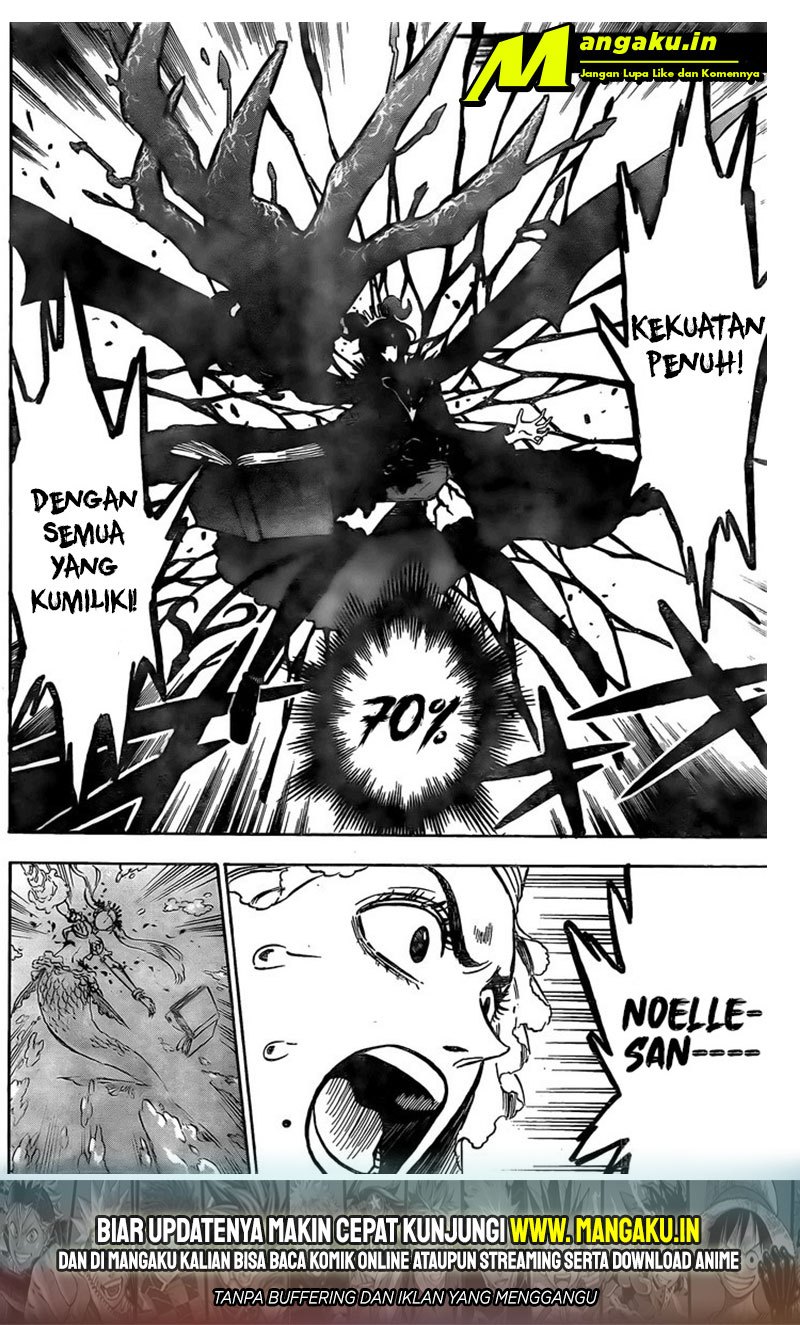 Mangaku.in
Jangan Lupa Like dan Komennya
KEKUATAN
PENUH!
DENGAN
SEMUA
YANG
KUMILIKI!
70%
NOELLE-
SAN----
BIAR UPDATENYA MAKIN CEPAT KUNJUNGI WWW. MANGAKU.IN
DAN DI MANGAKU KALIAN BISA BACA KOMIK ONLINE ATAUPUN STREAMING SERTA DOWNLOAD ANIME
TANPA BUFFERING DAN IKLAN YANG MENGGANGU